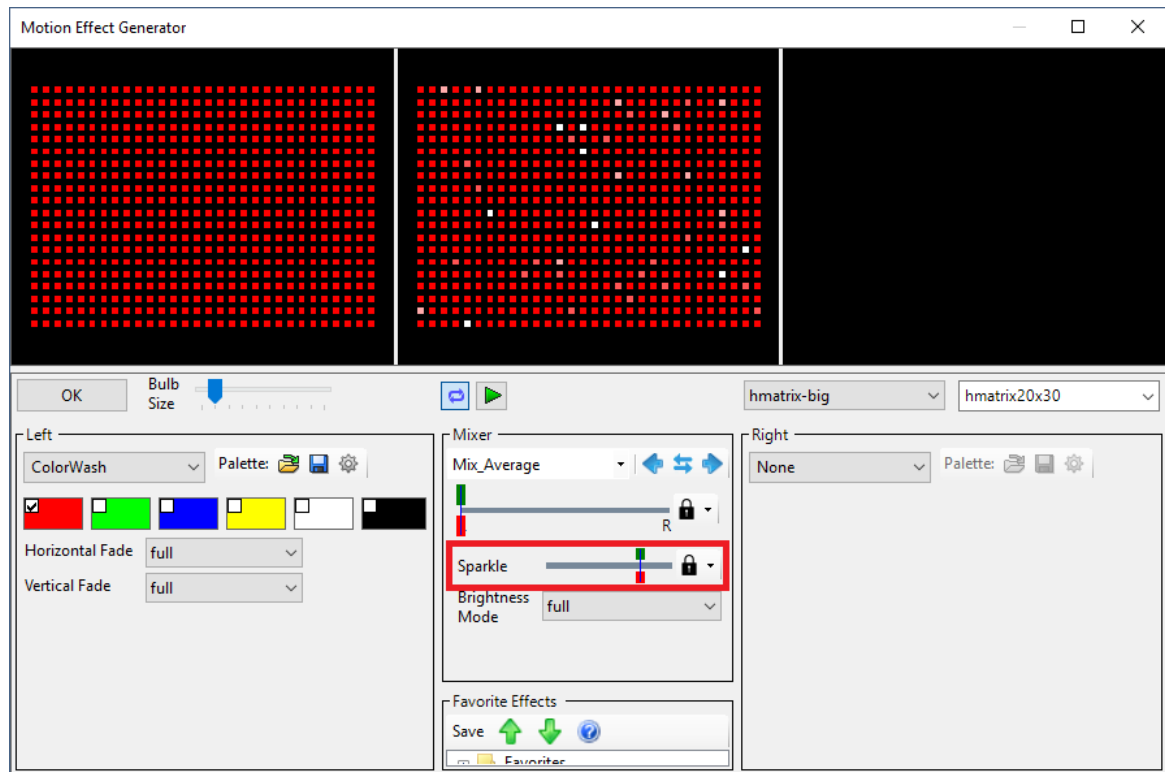 Motion Effect Generator
OK
Bulb
Size
hmatrix-big
hmatrix20x30
Left
ColorWash
Palette:
Horizontal Fade
full
Vertical Fade
full
Mixer
Mix_Average
R
Sparkle
Brightness
Mode
full
Favorite Effects
Save
Favorites
Right
None
Palette: